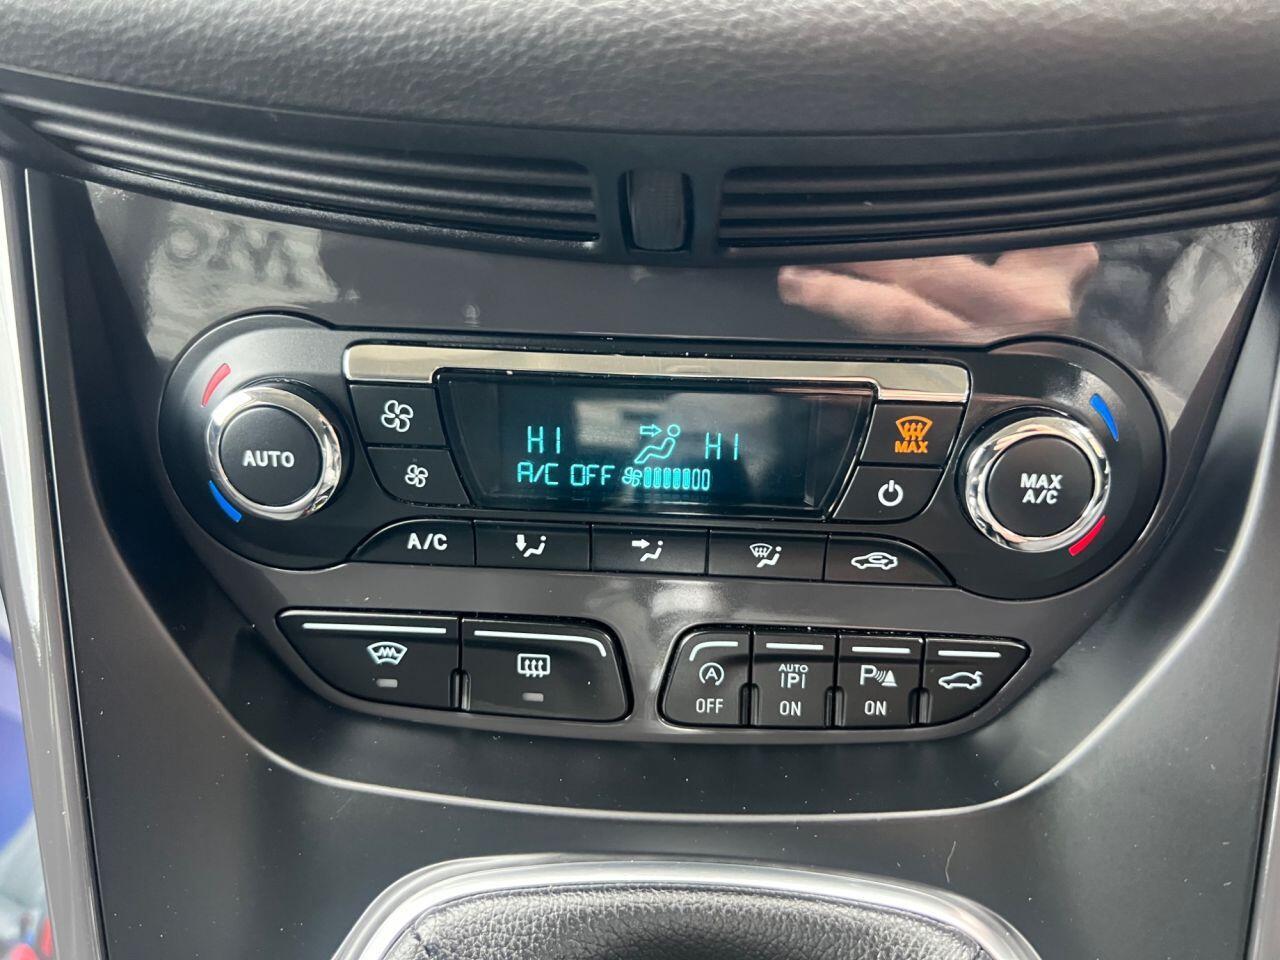 HI HI
A/C OFF
AUTO
MAX
MAX
A/C
A/C
A
OFF
AUTO
P
ON
P
ON